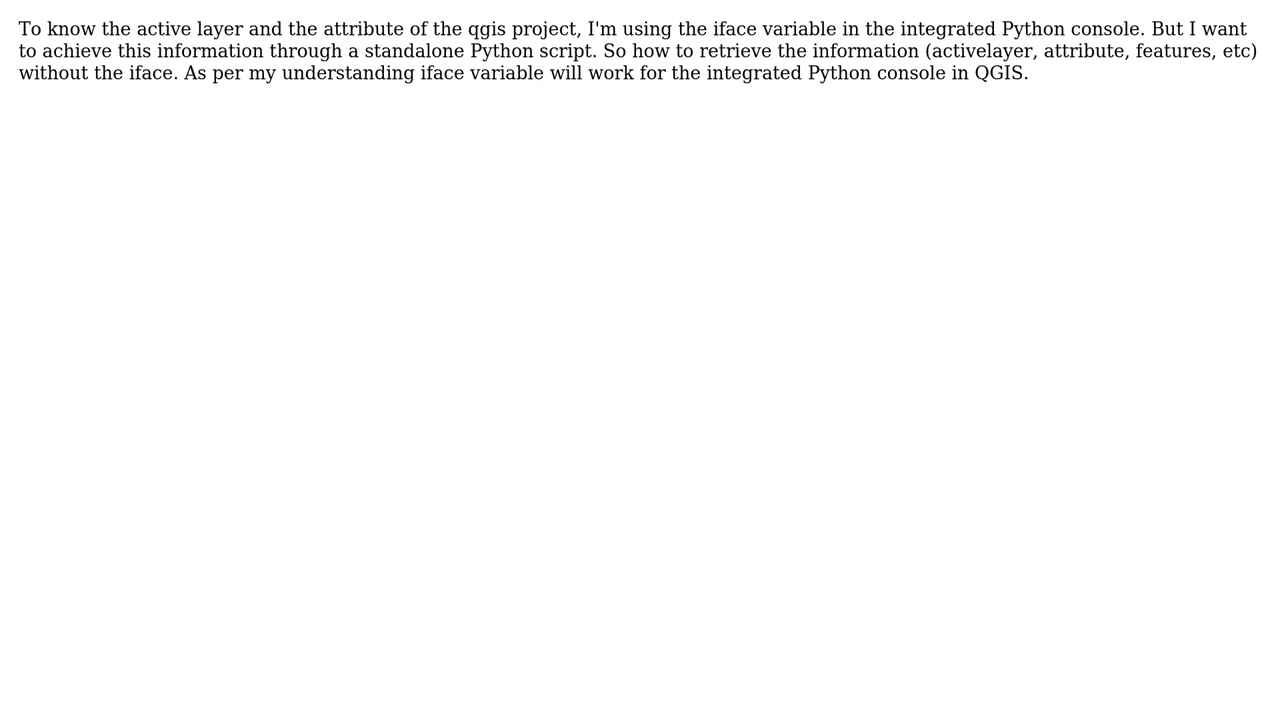 To know the active layer and the attribute of the qgis project, I'm using the iface variable in the integrated Python console. But I want
to achieve this information through a standalone Python script. So how to retrieve the information (activelayer, attribute, features, etc)
without the iface. As per my understanding iface variable will work for the integrated Python console in QGIS.